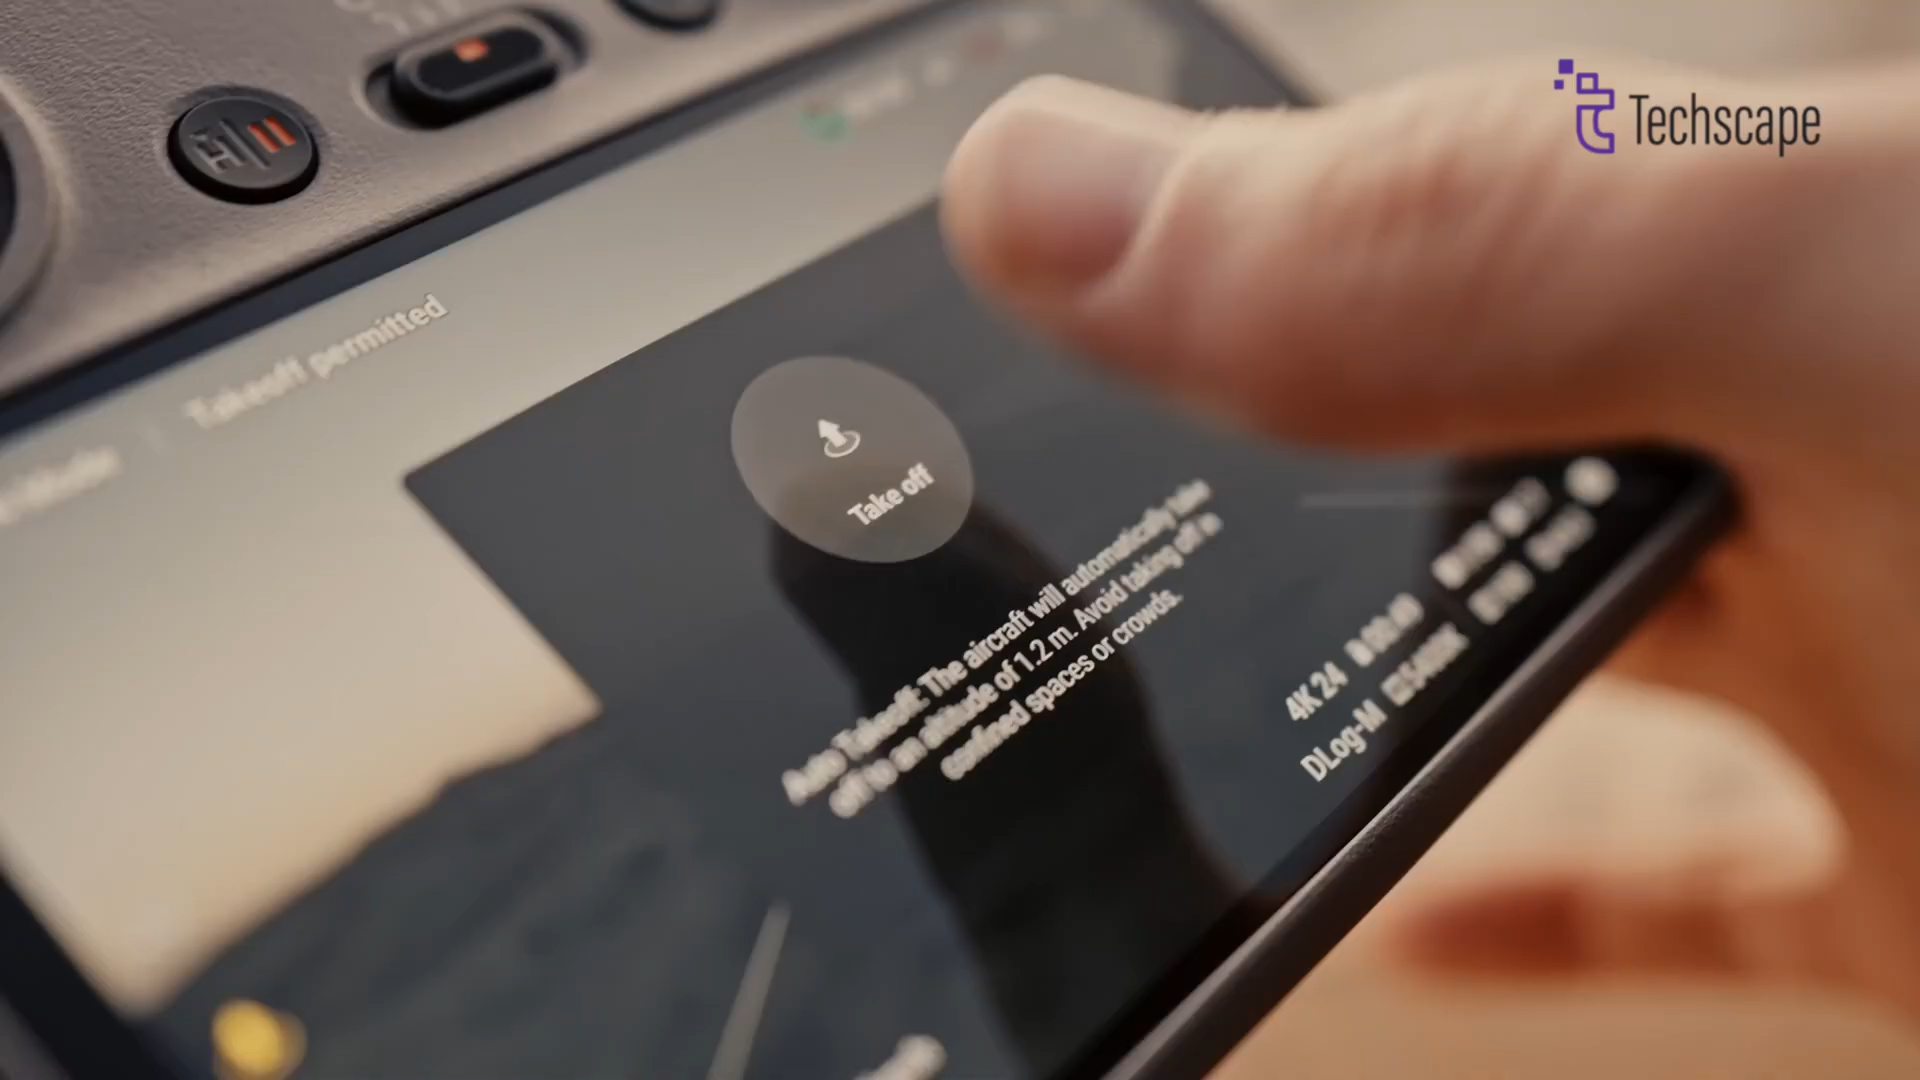 Techscape
Takeoff permitted
Take off
Auto Takeoff: The aircraft will automatically take
off to an altitude of 1.2 m. Avoid taking off in
confined spaces or crowds.
4K 24
DLog-M 5400K